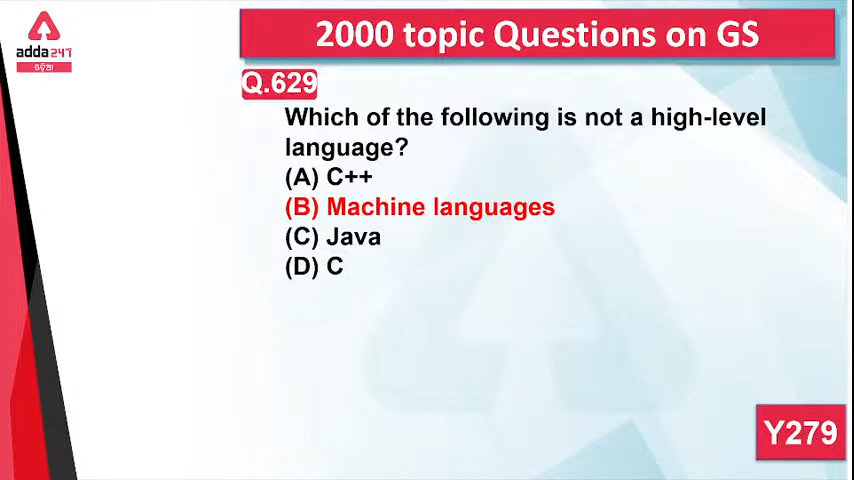 2000 topic Questions on GS
adda247
ଓଡ଼ିଆ
Q.629
Which of the following is not a high-level
language?
(A) C++
(B) Machine languages
(C) Java
(D) C
Y279